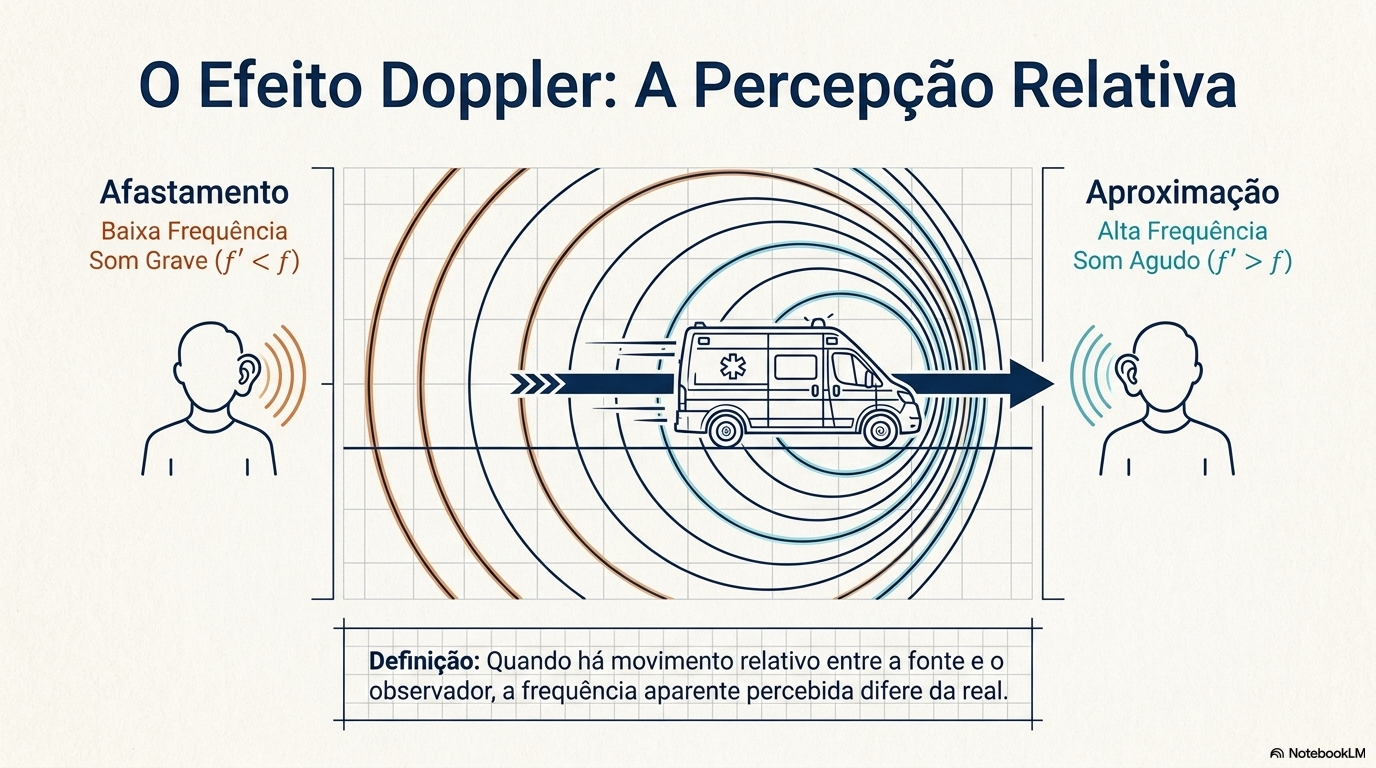 O Efeito Doppler: A Percepção Relativa
Afastamento
Baixa Frequência
Som Grave (f′ < f)
Aproximação
Alta Frequência
Som Agudo (f′ > f)
Definição: Quando há movimento relativo entre a fonte e o
observador, a frequência aparente percebida difere da real.
NotebookLM